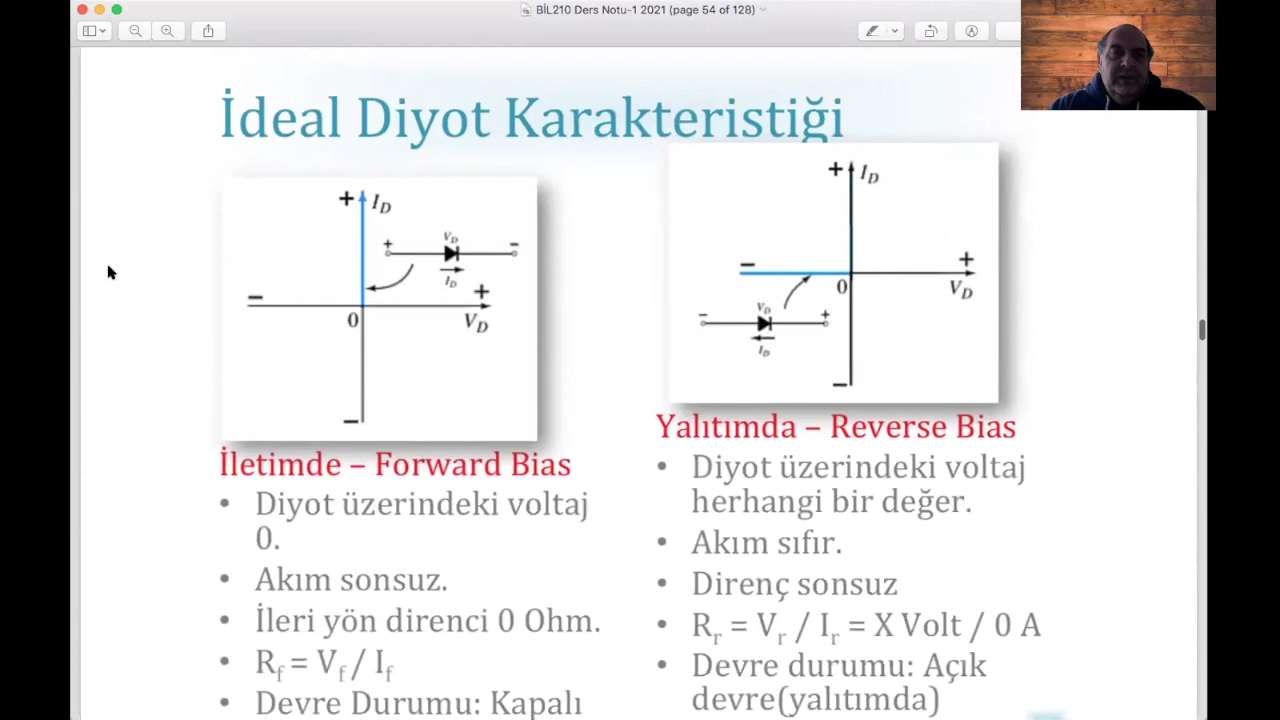 BİL210 Ders Notu-1 2021 (page 54 of 128)
İdeal Diyot Karakteristiği
+ I_D
+ V_D −
I_D
− +
0 V_D
−
+ I_D
− +
0 V_D
− V_D +
I_D
−
İletimde – Forward Bias
• Diyot üzerindeki voltaj
0.
• Akım sonsuz.
• İleri yön direnci 0 Ohm.
• R_f = V_f / I_f
• Devre Durumu: Kapalı
Yalıtımda – Reverse Bias
• Diyot üzerindeki voltaj
herhangi bir değer.
• Akım sıfır.
• Direnç sonsuz
• R_r = V_r / I_r = X Volt / 0 A
• Devre durumu: Açık
devre(yalıtımda)